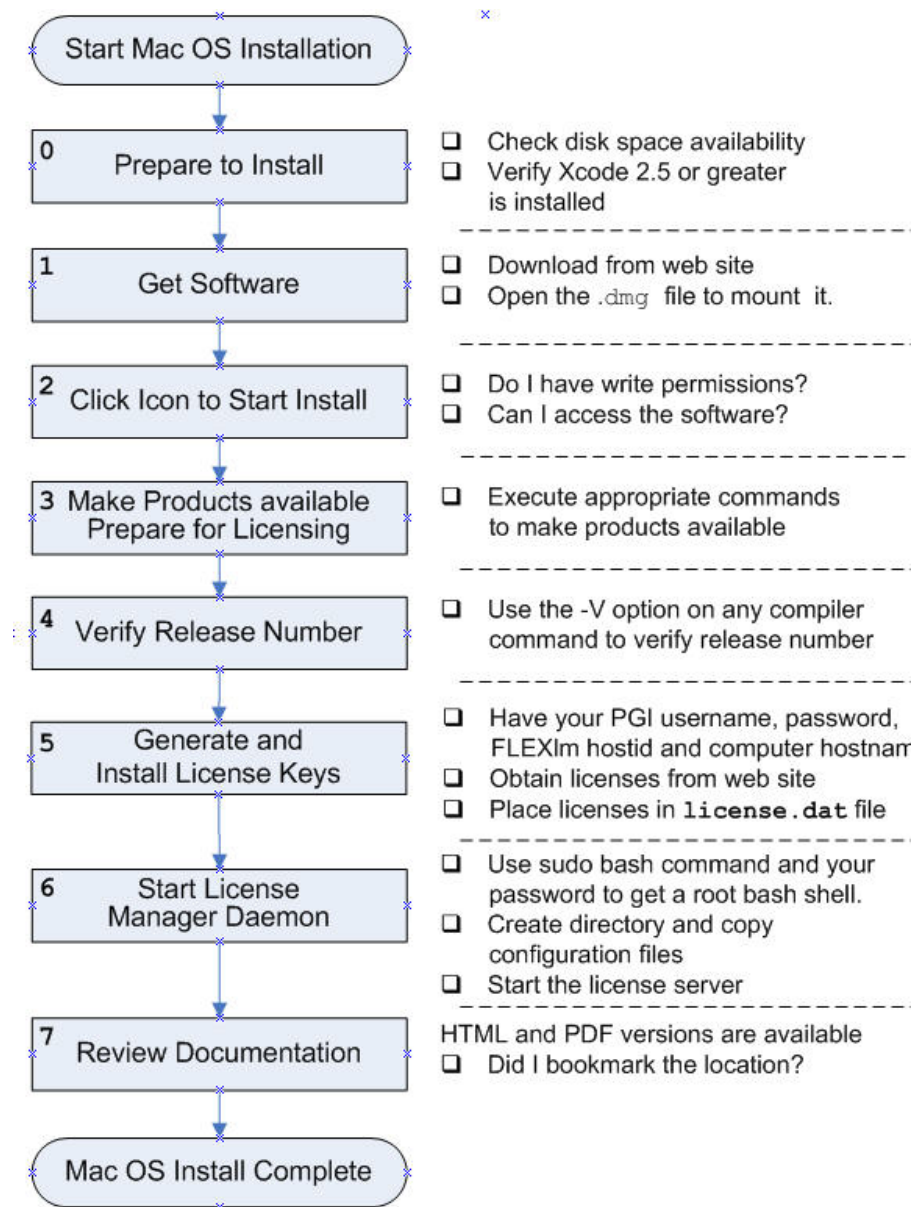 Start Mac OS Installation
0
Prepare to Install
❑ Check disk space availability
❑ Verify Xcode 2.5 or greater
is installed
1
Get Software
❑ Download from web site
❑ Open the .dmg file to mount it.
2
Click Icon to Start Install
❑ Do I have write permissions?
❑ Can I access the software?
3
Make Products available
Prepare for Licensing
❑ Execute appropriate commands
to make products available
4
Verify Release Number
❑ Use the -V option on any compiler
command to verify release number
5
Generate and
Install License Keys
❑ Have your PGI username, password,
FLEXlm hostid and computer hostnam
❑ Obtain licenses from web site
❑ Place licenses in license.dat file
6
Start License
Manager Daemon
❑ Use sudo bash command and your
password to get a root bash shell.
❑ Create directory and copy
configuration files
❑ Start the license server
7
Review Documentation
HTML and PDF versions are available
❑ Did I bookmark the location?
Mac OS Install Complete